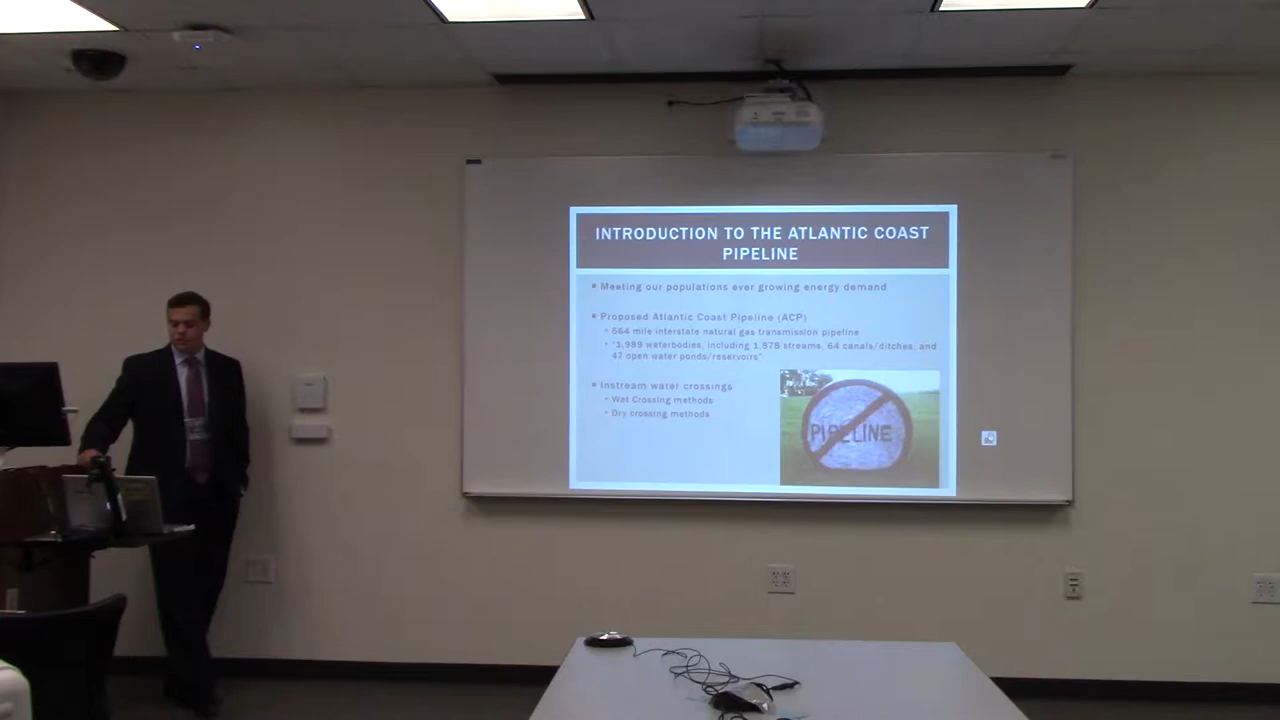 INTRODUCTION TO THE ATLANTIC COAST
PIPELINE
Meeting our populations ever growing energy demand
Proposed Atlantic Coast Pipeline (ACP)
564 mile interstate natural gas transmission pipeline
"1,989 waterbodies, including 1,878 streams, 64 canals/ditches, and
47 open water ponds/reservoirs"
Instream water crossings
Wet Crossing methods
Dry crossing methods
PIPELINE